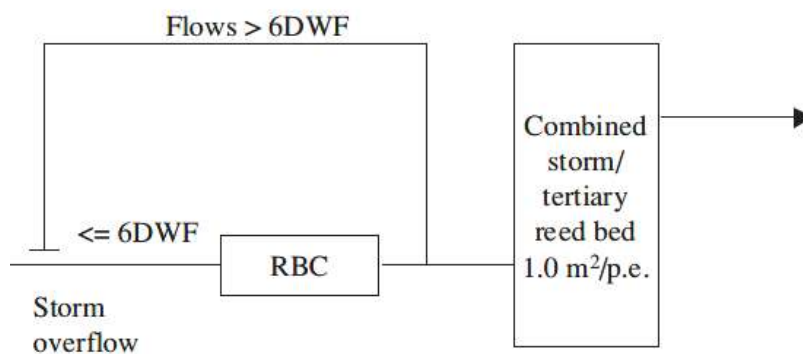 Flows > 6DWF
<= 6DWF
RBC
Storm
overflow
Combined
storm/
tertiary
reed bed
1.0 m²/p.e.